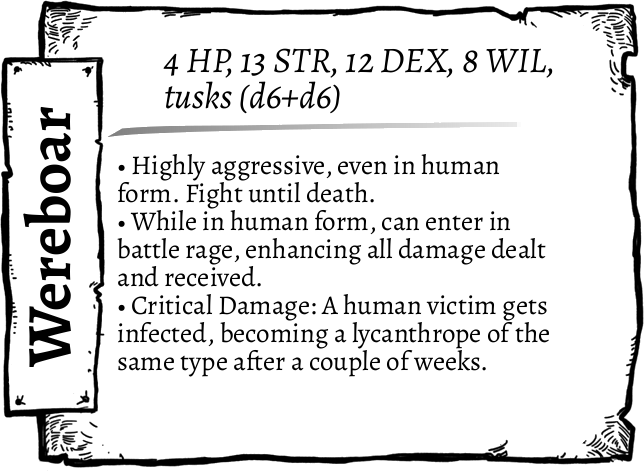 Wereboar
4 HP, 13 STR, 12 DEX, 8 WIL,
tusks (d6+d6)
• Highly aggressive, even in human
form. Fight until death.
• While in human form, can enter in
battle rage, enhancing all damage dealt
and received.
• Critical Damage: A human victim gets
infected, becoming a lycanthrope of the
same type after a couple of weeks.